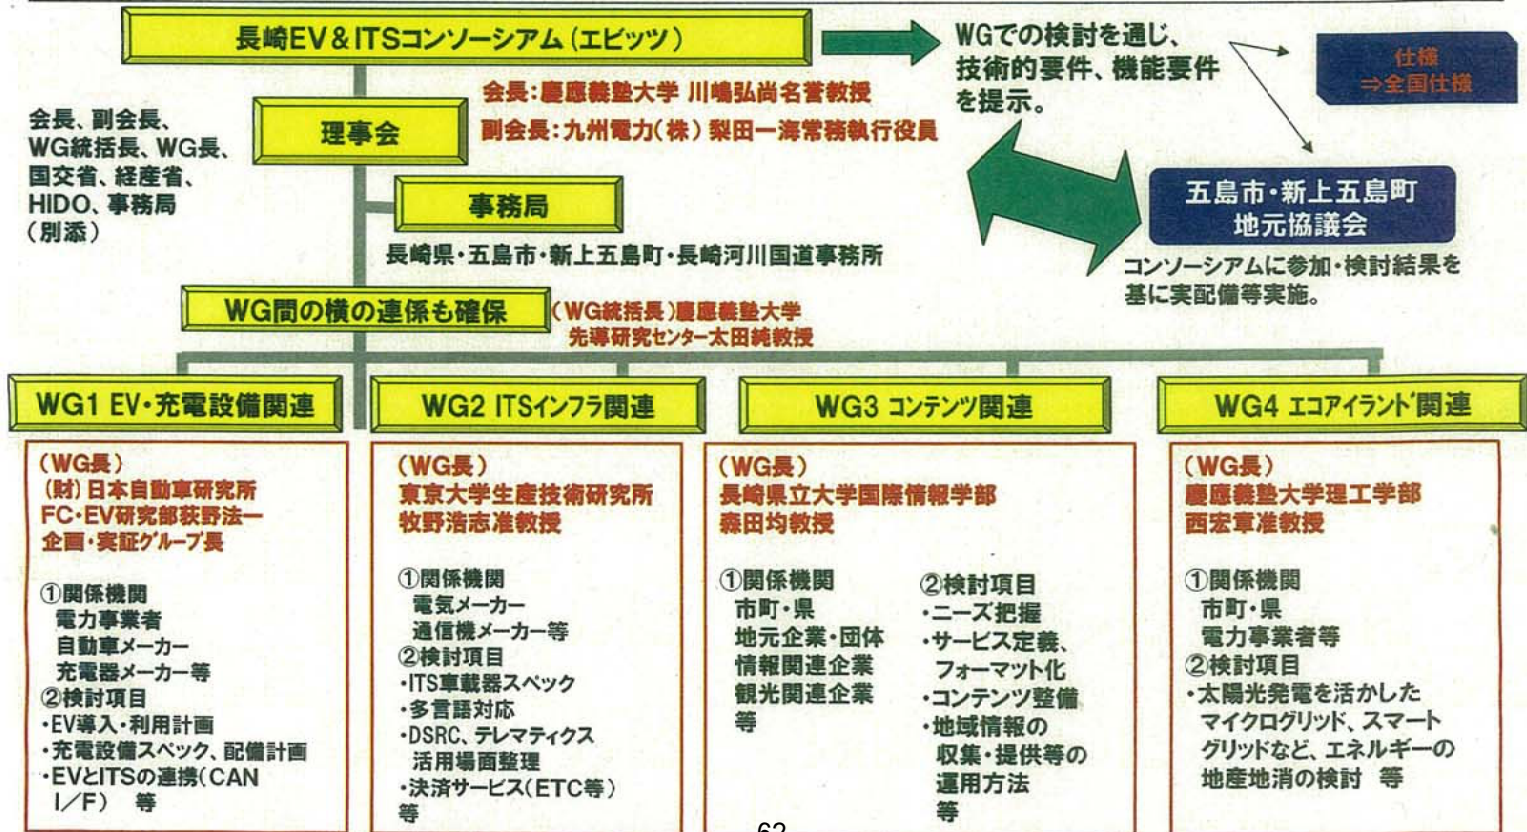 長崎EV&ITSコンソーシアム(エビッツ)
WGでの検討を通じ、
技術的要件、機能要件
を提示。
仕様
⇒全国仕様
会長:慶應義塾大学 川嶋弘尚名誉教授
副会長:九州電力(株) 梨田一海常務執行役員
理事会
会長、副会長、
WG統括長、WG長、
国交省、経産省、
HIDO、事務局
(別添)
事務局
長崎県・五島市・新上五島町・長崎河川国道事務所
五島市・新上五島町
地元協議会
コンソーシアムに参加・検討結果を
基に実配備等実施。
WG間の横の連係も確保
(WG統括長)慶應義塾大学
先導研究センター太田純教授
WG1 EV・充電設備関連
(WG長)
(財)日本自動車研究所
FC・EV研究部荻野法一
企画・実証グループ長
①関係機関
電力事業者
自動車メーカー
充電器メーカー等
②検討項目
・EV導入・利用計画
・充電設備スペック、配備計画
・EVとITSの連携(CAN
I/F) 等
WG2 ITSインフラ関連
(WG長)
東京大学生産技術研究所
牧野浩志准教授
①関係機関
電気メーカー
通信機メーカー等
②検討項目
・ITS車載器スペック
・多言語対応
・DSRC、テレマティクス
活用場面整理
・決済サービス(ETC等)
等
WG3 コンテンツ関連
(WG長)
長崎県立大学国際情報学部
森田均教授
①関係機関
市町・県
地元企業・団体
情報関連企業
観光関連企業
等
②検討項目
・ニーズ把握
・サービス定義、
フォーマット化
・コンテンツ整備
・地域情報の
収集・提供等の
運用方法
等
WG4 エコアイランド関連
(WG長)
慶應義塾大学理工学部
西宏章准教授
①関係機関
市町・県
電力事業者等
②検討項目
・太陽光発電を活かした
マイクログリッド、スマート
グリッドなど、エネルギーの
地産地消の検討 等
62